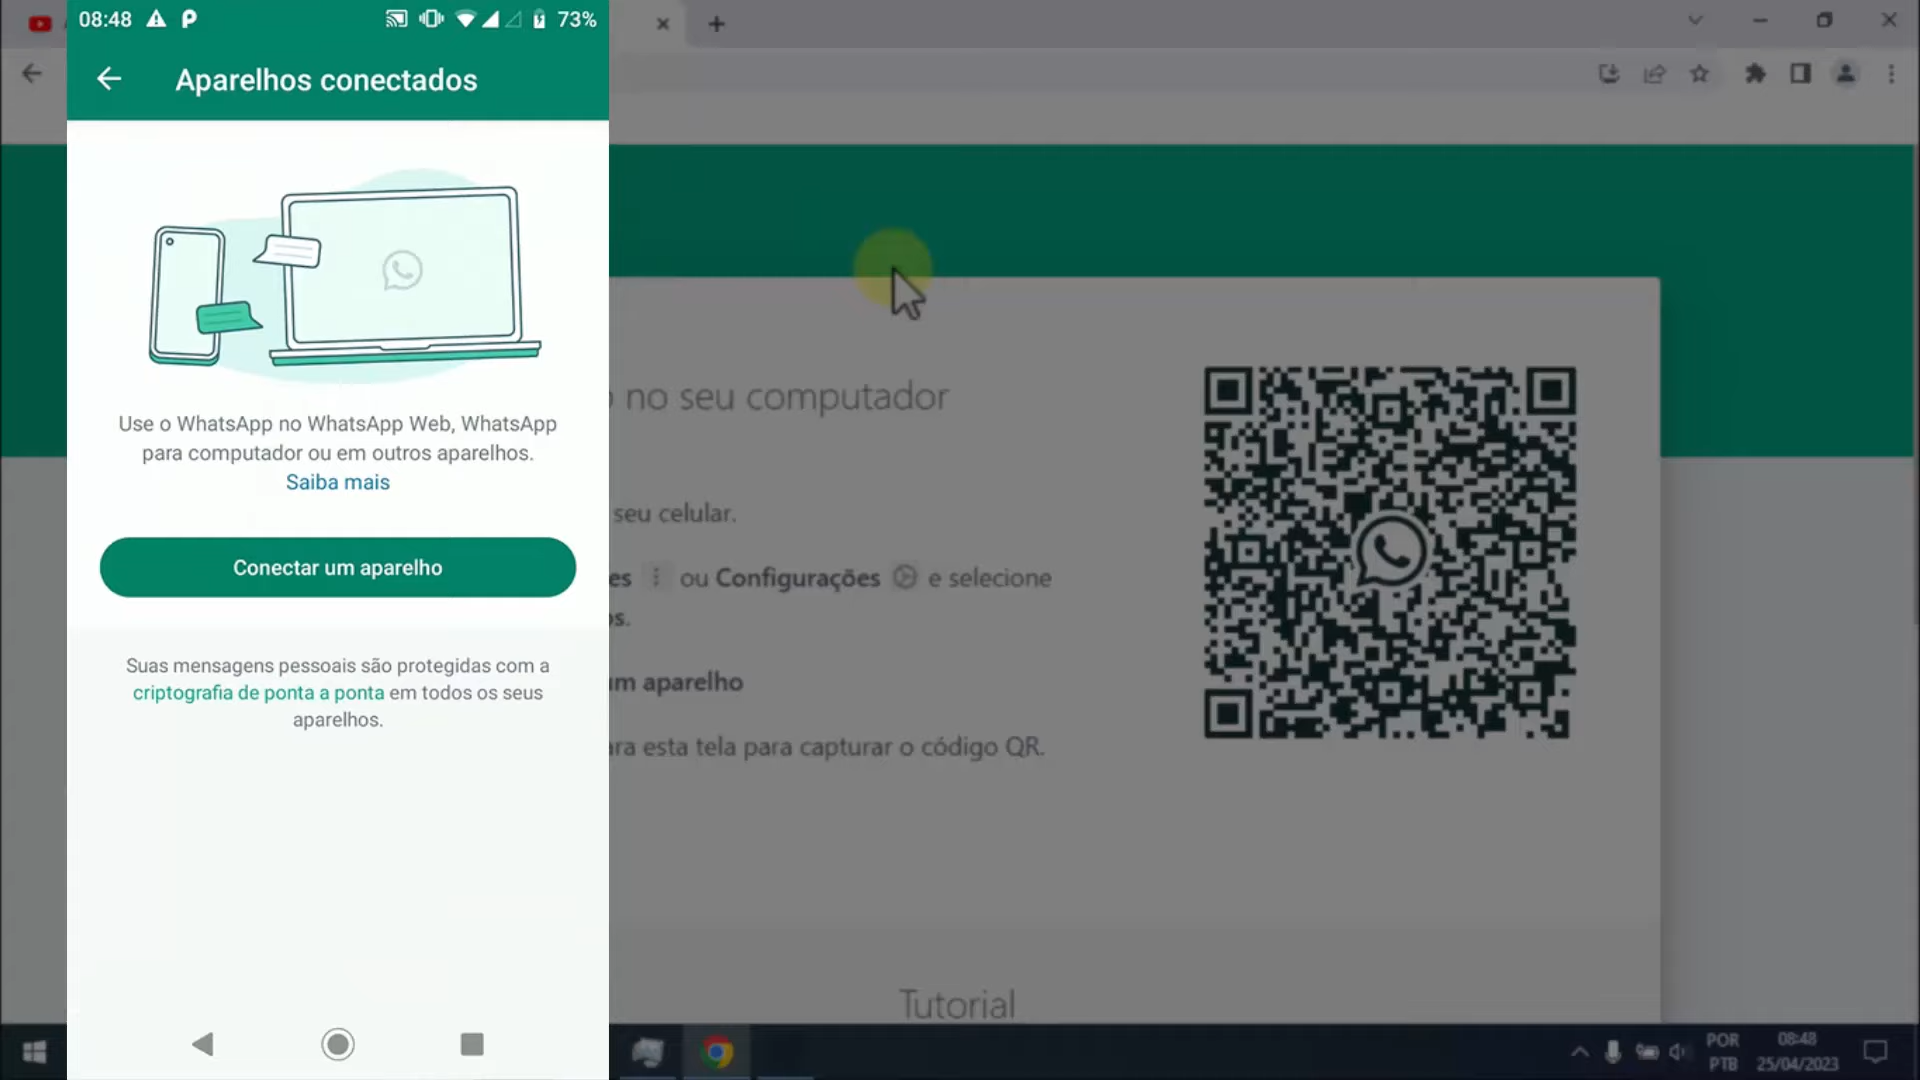 08:48
73%
Aparelhos conectados
Use o WhatsApp no WhatsApp Web, WhatsApp
para computador ou em outros aparelhos.
Saiba mais
Conectar um aparelho
Suas mensagens pessoais são protegidas com a
criptografia de ponta a ponta em todos os seus
aparelhos.
no seu computador
seu celular.
es ou Configurações e selecione
os.
um aparelho
ara esta tela para capturar o código QR.
Tutorial
POR
PTB
08:48
25/04/2023